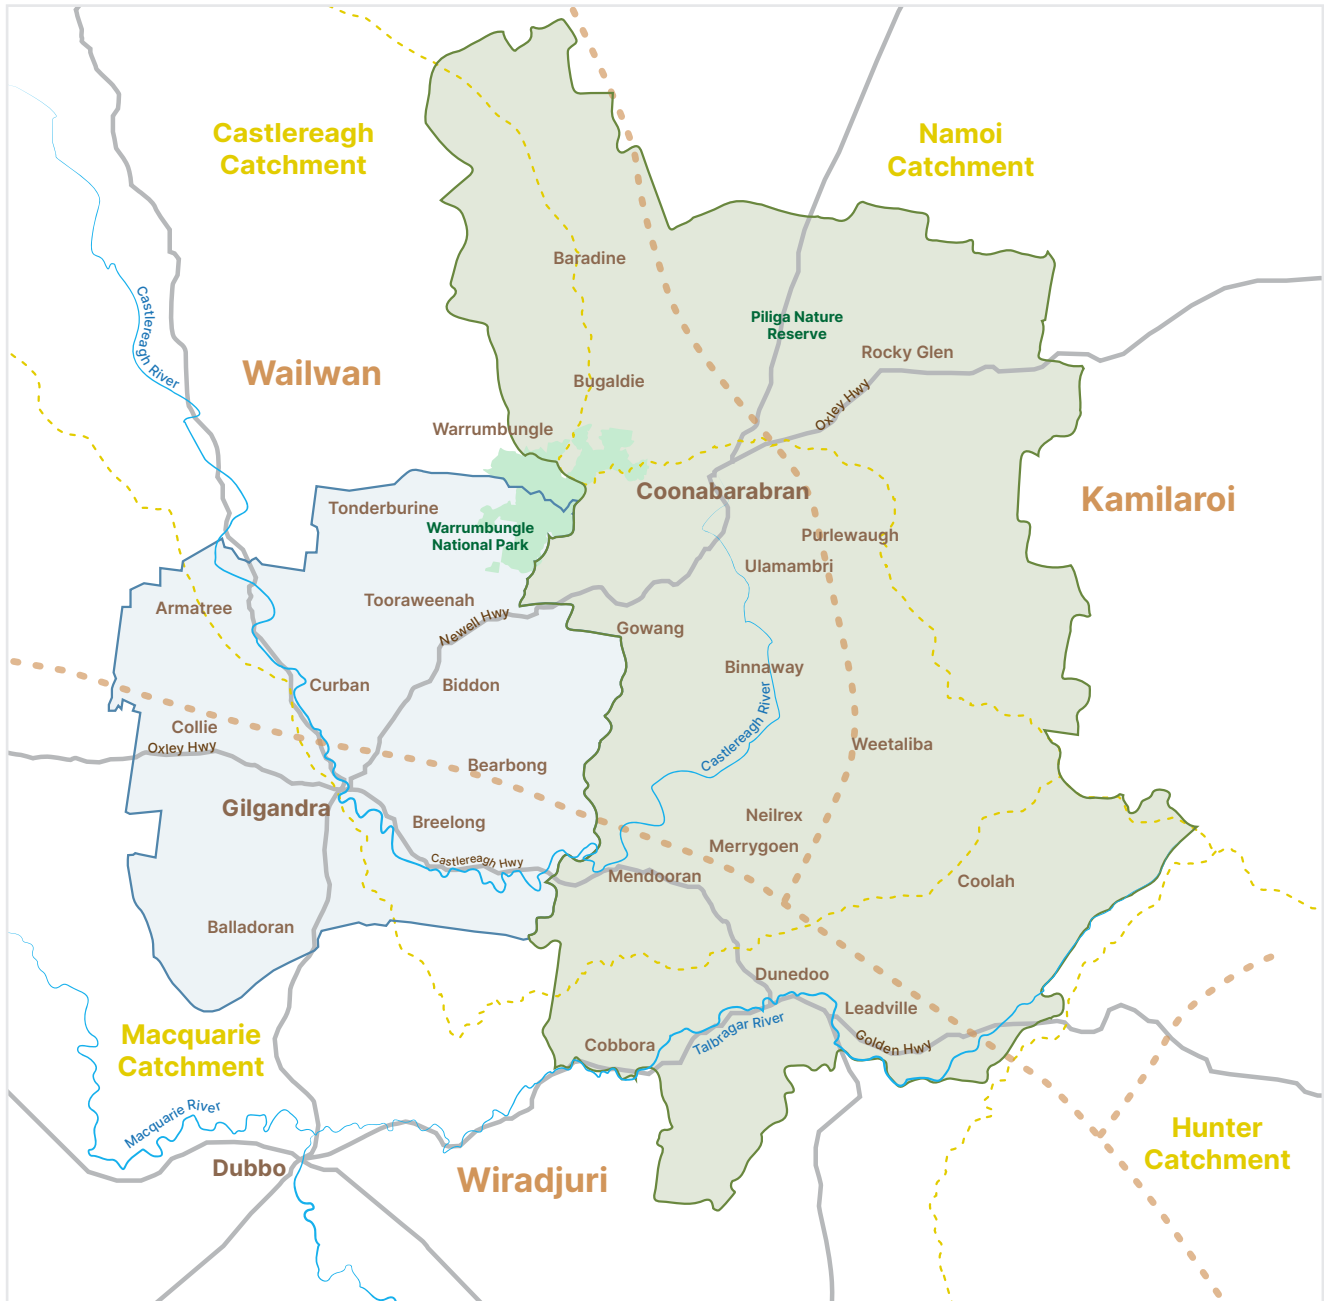 Castlereagh
Catchment
Namoi
Catchment
Baradine
Castlereagh River
Piliga Nature
Reserve
Rocky Glen
Wailwan
Bugaldie
Oxley Hwy
Warrumbungle
Coonabarabran
Kamilaroi
Tonderburine
Warrumbungle
National Park
Purlewaugh
Ulamambri
Armatree
Tooraweenah
Newell Hwy
Gowang
Binnaway
Curban
Biddon
Collie
Oxley Hwy
Castlereagh River
Weetaliba
Bearbong
Gilgandra
Breelong
Neilrex
Merrygoen
Castlereagh Hwy
Mendooran
Coolah
Balladoran
Dunedoo
Leadville
Talbragar River
Golden Hwy
Cobbora
Macquarie
Catchment
Macquarie River
Hunter
Catchment
Dubbo
Wiradjuri